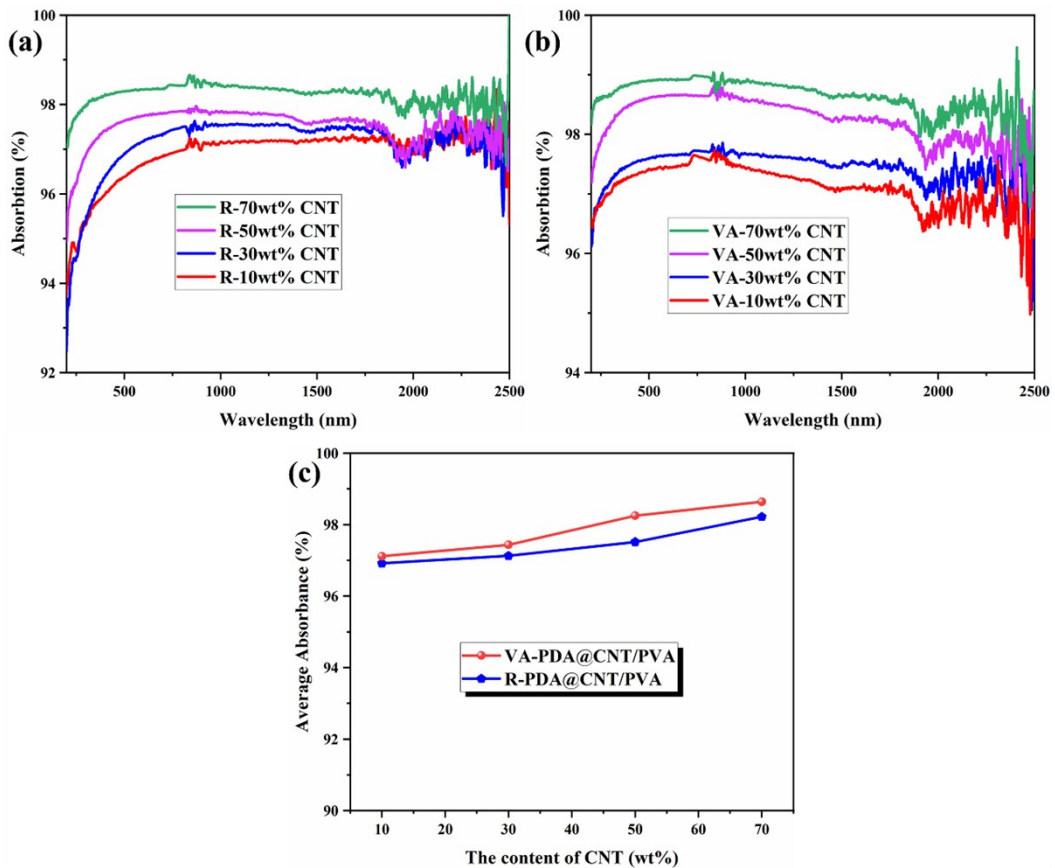 (a)
100
98
96
94
92
Absorbtion (%)
R-70wt% CNT
R-50wt% CNT
R-30wt% CNT
R-10wt% CNT
500
1000
1500
2000
2500
Wavelength (nm)
(b)
100
98
96
94
Absorbtion (%)
VA-70wt% CNT
VA-50wt% CNT
VA-30wt% CNT
VA-10wt% CNT
500
1000
1500
2000
2500
Wavelength (nm)
(c)
100
98
96
94
92
90
Average Absorbance (%)
VA-PDA@CNT/PVA
R-PDA@CNT/PVA
10
20
30
40
50
60
70
The content of CNT (wt%)